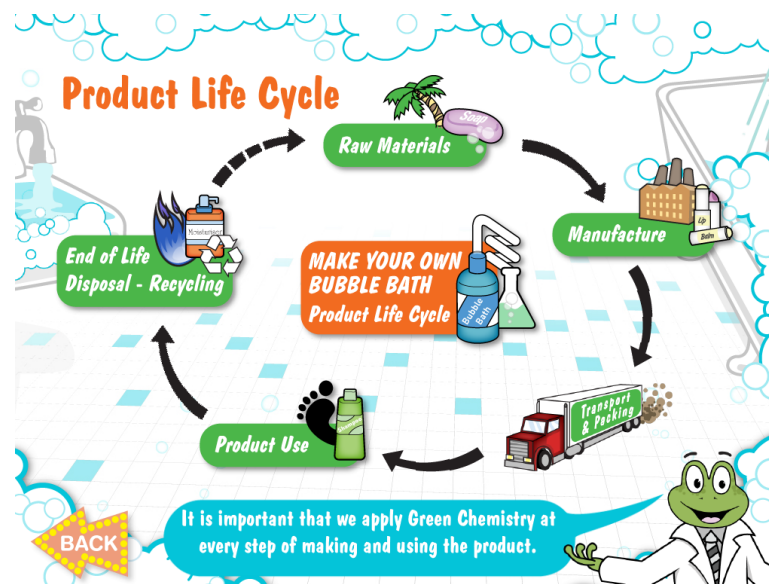 Product Life Cycle
Soap
Raw Materials
Lip
Balm
Manufacture
Transport
& Packing
Shampoo
Product Use
Moisturiser
End of Life
Disposal - Recycling
MAKE YOUR OWN
BUBBLE BATH
Product Life Cycle
Bubble
Bath
It is important that we apply Green Chemistry at
every step of making and using the product.
BACK